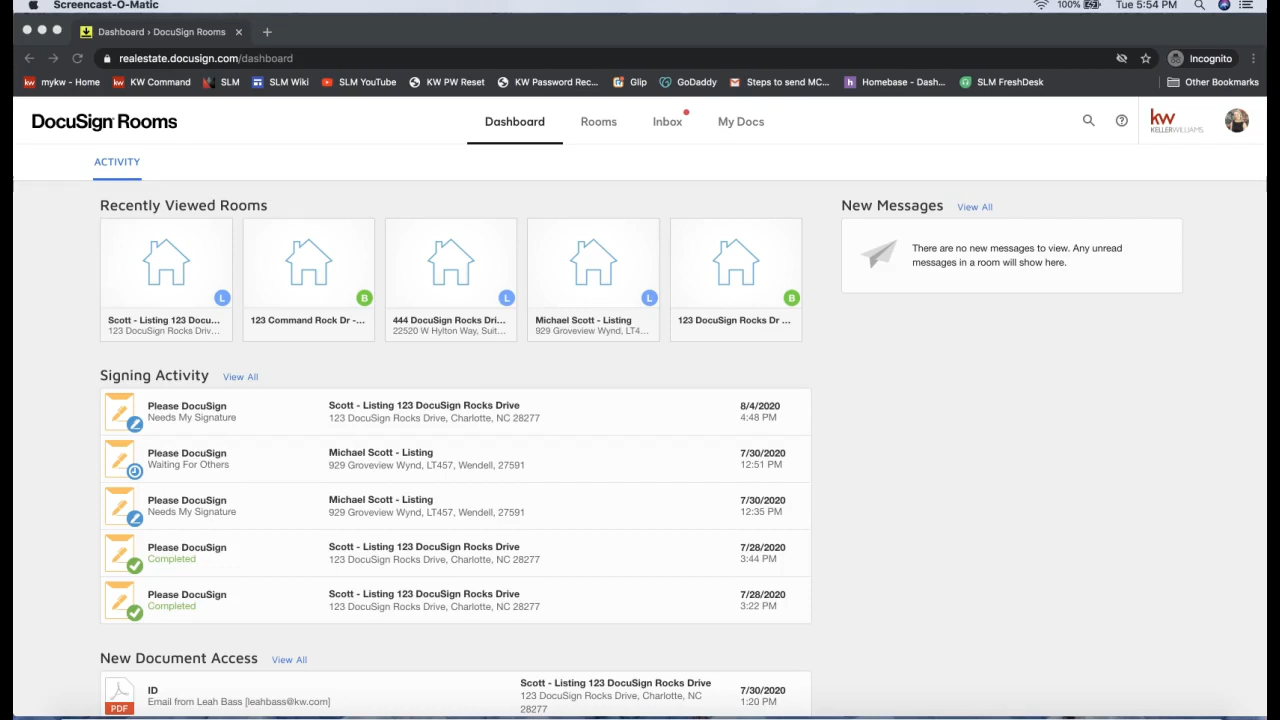 Screencast-O-Matic
100%
Tue 5:54 PM
Dashboard › DocuSign Rooms
realestate.docusign.com/dashboard
Incognito
kw mykw - Home
kw KW Command
SLM
SLM Wiki
SLM YouTube
KW PW Reset
KW Password Rec...
Glip
GoDaddy
Steps to send MC...
h Homebase - Dash...
SLM FreshDesk
Other Bookmarks
DocuSign Rooms
Dashboard
Rooms
Inbox
My Docs
kw
KELLERWILLIAMS.
ACTIVITY
Recently Viewed Rooms
L
B
L
L
B
Scott - Listing 123 Docu...
123 DocuSign Rocks Driv...
123 Command Rock Dr -...
444 DocuSign Rocks Dri...
22520 W Hylton Way, Suit...
Michael Scott - Listing
929 Groveview Wynd, LT4...
123 DocuSign Rocks Dr ...
New Messages View All
There are no new messages to view. Any unread
messages in a room will show here.
Signing Activity View All
Please DocuSign
Needs My Signature
Scott - Listing 123 DocuSign Rocks Drive
123 DocuSign Rocks Drive, Charlotte, NC 28277
8/4/2020
4:48 PM
Please DocuSign
Waiting For Others
Michael Scott - Listing
929 Groveview Wynd, LT457, Wendell, 27591
7/30/2020
12:51 PM
Please DocuSign
Needs My Signature
Michael Scott - Listing
929 Groveview Wynd, LT457, Wendell, 27591
7/30/2020
12:35 PM
Please DocuSign
Completed
Scott - Listing 123 DocuSign Rocks Drive
123 DocuSign Rocks Drive, Charlotte, NC 28277
7/28/2020
3:44 PM
Please DocuSign
Completed
Scott - Listing 123 DocuSign Rocks Drive
123 DocuSign Rocks Drive, Charlotte, NC 28277
7/28/2020
3:22 PM
New Document Access View All
PDF
ID
Email from Leah Bass [leahbass@kw.com]
Scott - Listing 123 DocuSign Rocks Drive
123 DocuSign Rocks Drive, Charlotte, NC
28277
7/30/2020
1:20 PM